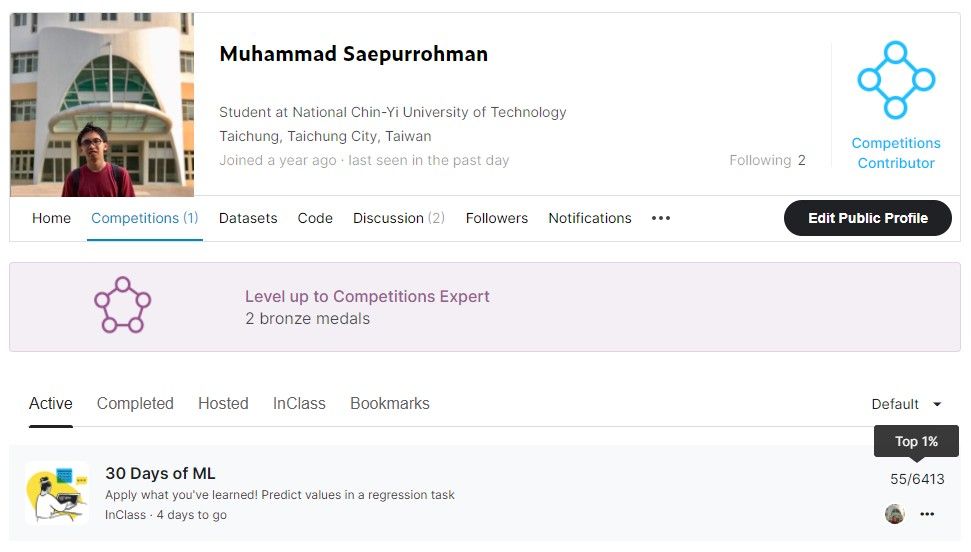 Muhammad Saepurrohman
Student at National Chin-Yi University of Technology
Taichung, Taichung City, Taiwan
Joined a year ago · last seen in the past day
Following 2
Competitions
Contributor
Home Competitions (1) Datasets Code Discussion (2) Followers Notifications ••• Edit Public Profile
Level up to Competitions Expert
2 bronze medals
Active Completed Hosted InClass Bookmarks Default
Top 1%
30 Days of ML
55/6413
Apply what you've learned! Predict values in a regression task
InClass · 4 days to go